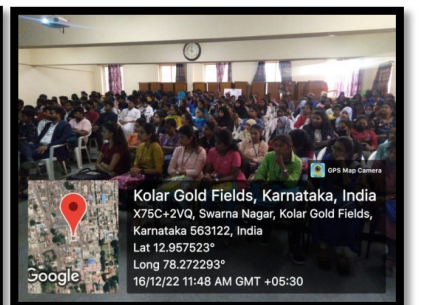 GPS Map Camera
Kolar Gold Fields, Karnataka, India
X75C+2VQ, Swarna Nagar, Kolar Gold Fields,
Karnataka 563122, India
Lat 12.957523°
Long 78.272293°
16/12/22 11:48 AM GMT +05:30
Google